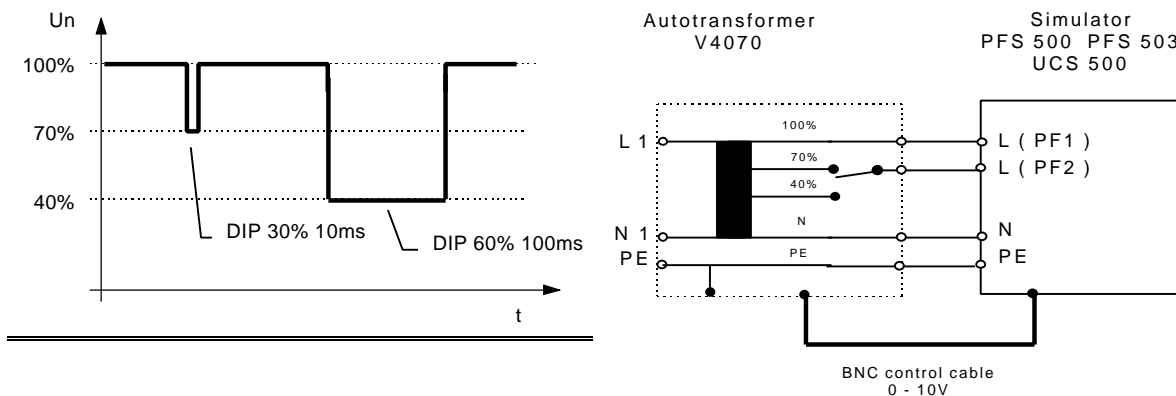 Un
100%
70%
40%
DIP 30% 10ms
DIP 60% 100ms
t
Autotransformer
V4070
Simulator
PFS 500 PFS 503
UCS 500
L 1
N 1
PE
100%
70%
40%
N
PE
L ( PF1 )
L ( PF2 )
N
PE
BNC control cable
0 - 10V